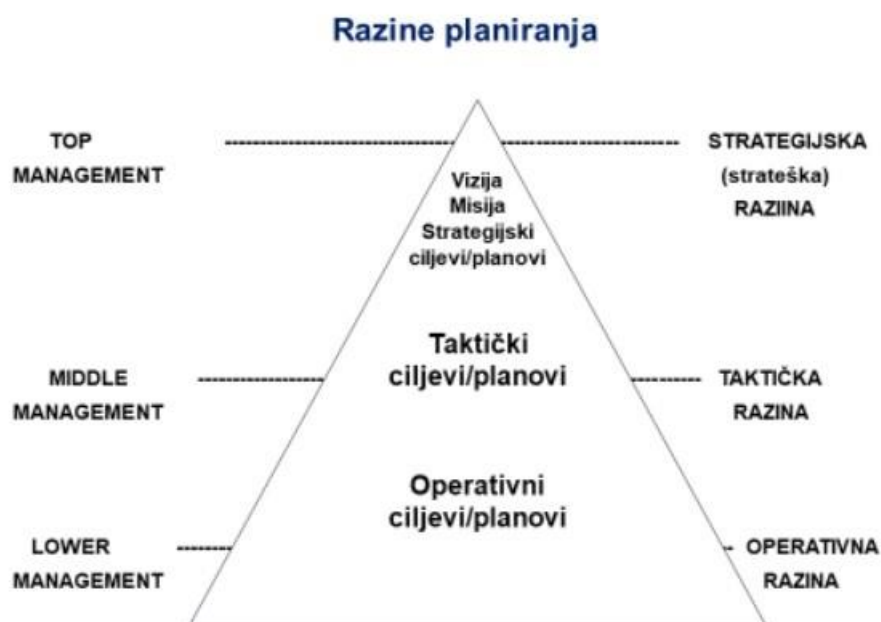 Razine planiranja
TOP
MANAGEMENT
STRATEGIJSKA
(strateška)
RAZIINA
Vizija
Misija
Strategijski
ciljevi/planovi
Taktički
ciljevi/planovi
MIDDLE
MANAGEMENT
TAKTIČKA
RAZINA
Operativni
ciljevi/planovi
LOWER
MANAGEMENT
OPERATIVNA
RAZINA